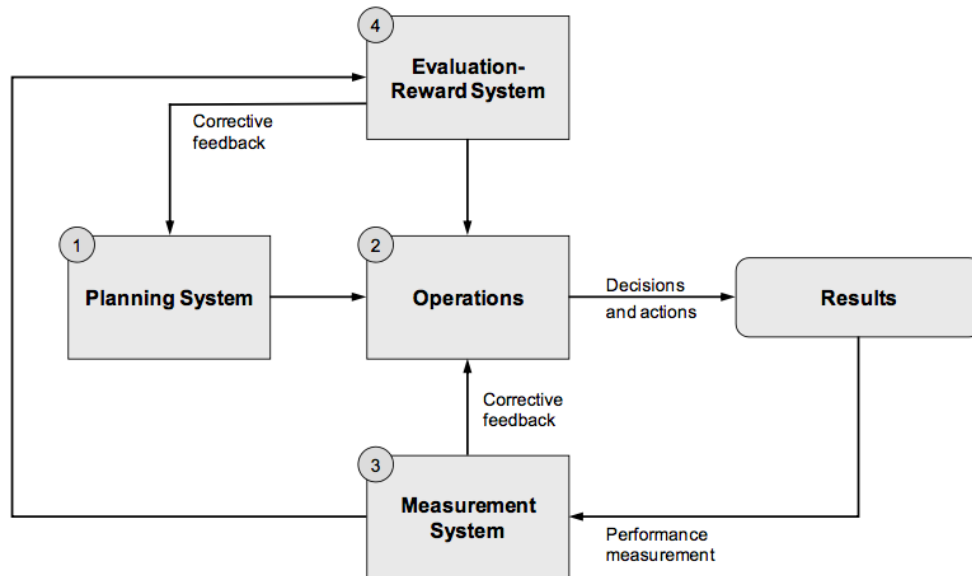 4
Evaluation-
Reward System
Corrective
feedback
1
Planning System
2
Operations
Decisions
and actions
Results
Corrective
feedback
3
Measurement
System
Performance
measurement